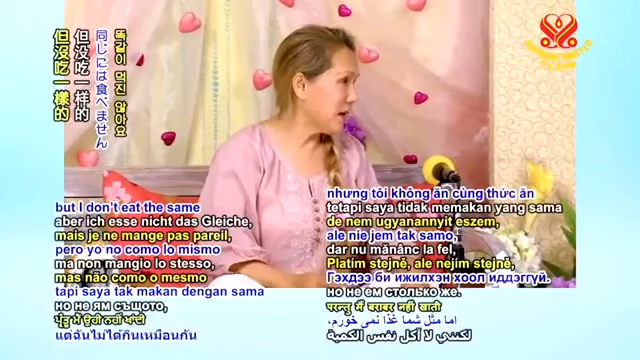 但沒吃一樣的
但没吃一样的
同じには食べません
똑같이 먹진 않아요
but I don't eat the same
aber ich esse nicht das Gleiche,
mais je ne mange pas pareil,
pero yo no como lo mismo
ma non mangio lo stesso,
mas não como o mesmo
tapi saya tak makan dengan sama
но не ям същото,
ਪ੍ਰੰਤੂ ਮੈਂ ਉਹੀ ਨਹੀਂ ਖਾਂਦੀ
แต่ฉันไม่ได้กินเหมือนกัน
nhưng tôi không ăn cùng thức ăn
tetapi saya tidak memakan yang sama
de nem ugyanannyit eszem,
ale nie jem tak samo,
dar nu mănânc la fel,
Platím stejně, ale nejím stejně,
Гэхдээ би ижилхэн хоол иддэггүй.
но не ем столько же.
परन्तु मैं बराबर नहीं खाती
اما مثل شما غذا نمی خورم،
لكنني لا آكل نفس الكمية